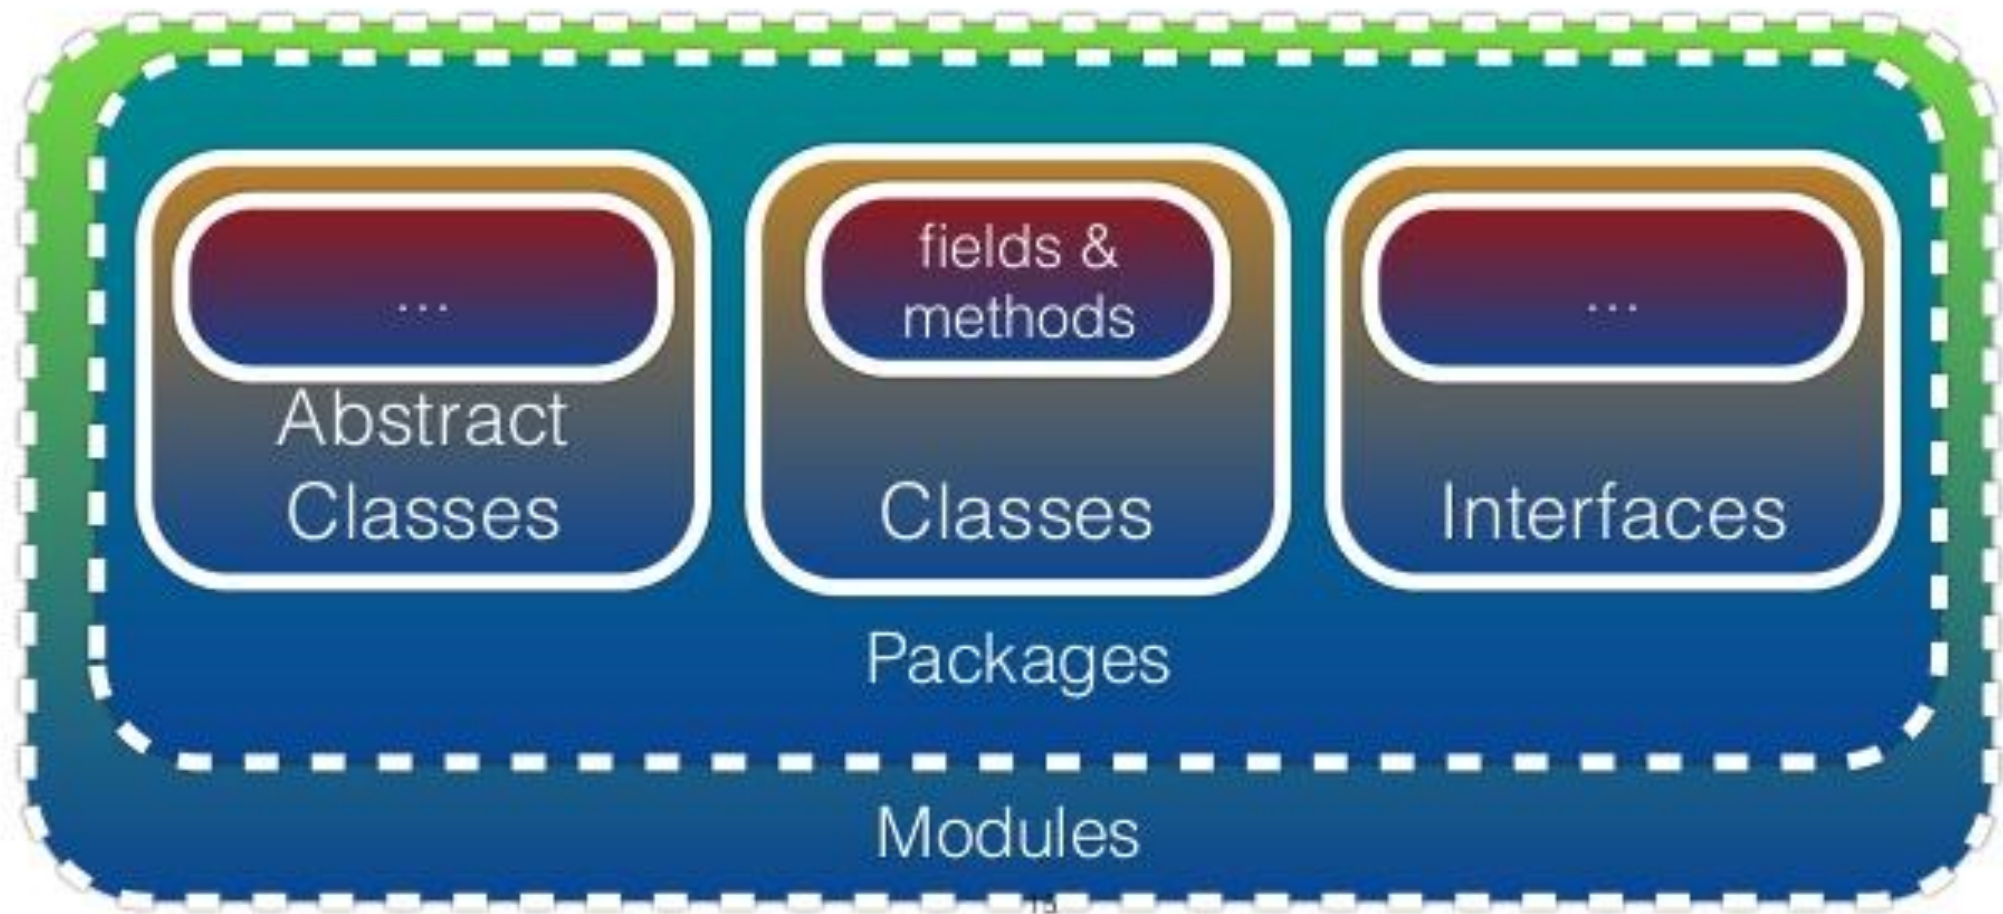 ...
fields &
methods
...
Abstract
Classes
Classes
Interfaces
Packages
Modules